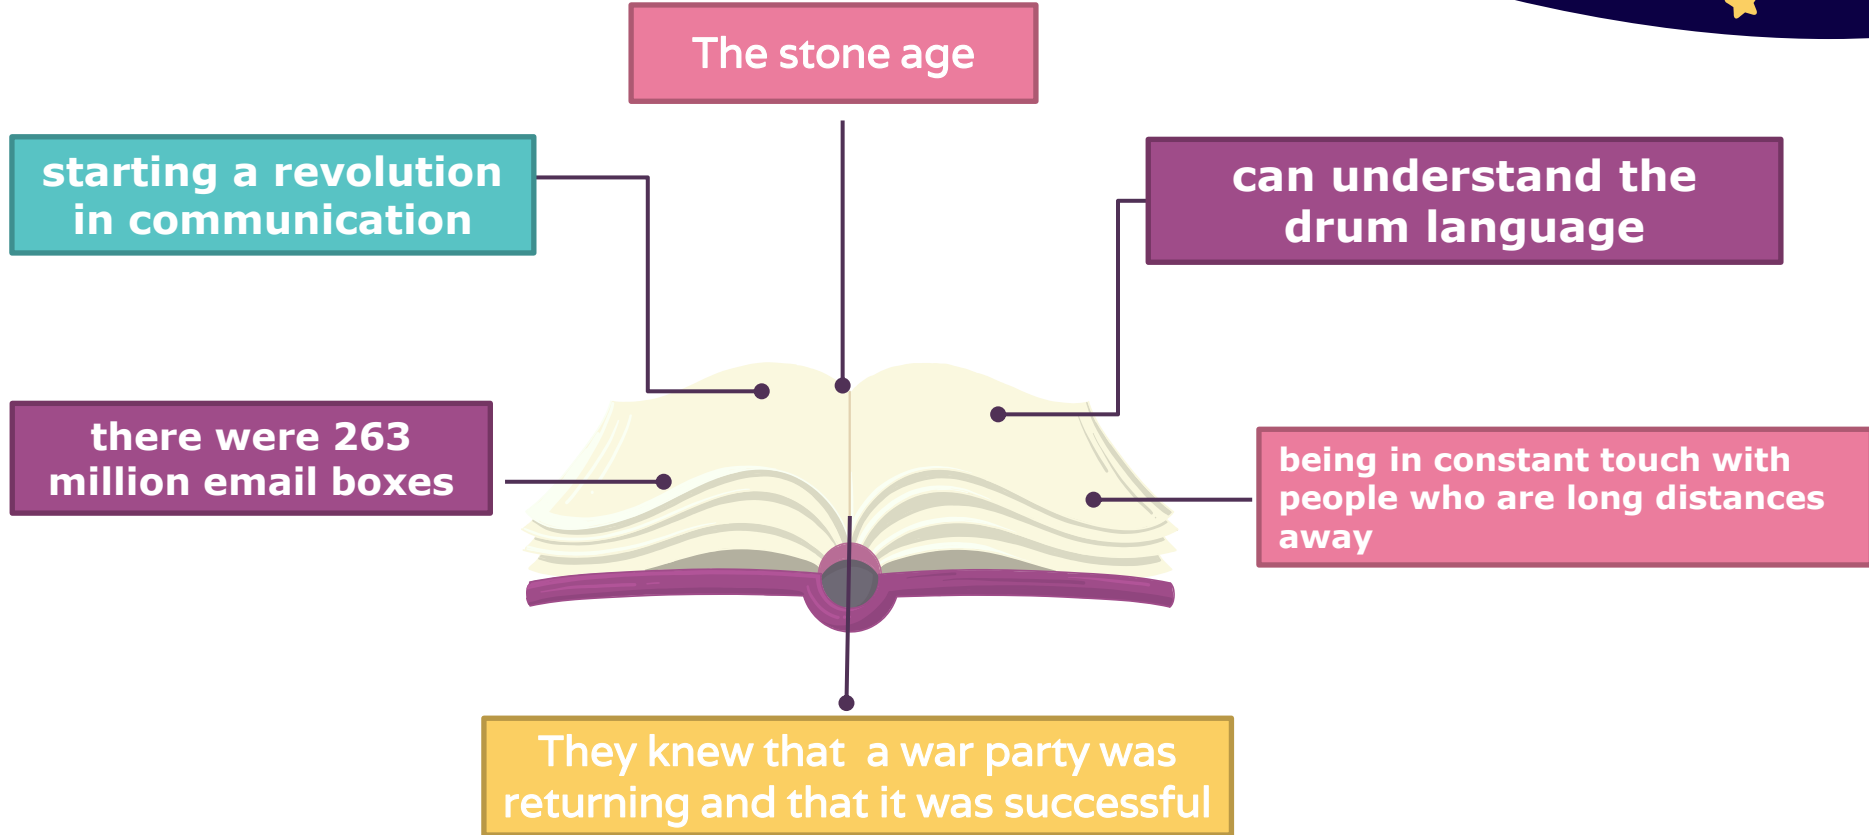 The stone age
starting a revolution
in communication
can understand the
drum language
there were 263
million email boxes
being in constant touch with
people who are long distances
away
They knew that a war party was
returning and that it was successful